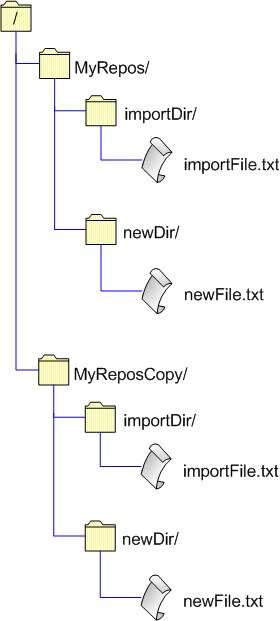 /
MyRepos/
importDir/
importFile.txt
newDir/
newFile.txt
MyReposCopy/
importDir/
importFile.txt
newDir/
newFile.txt